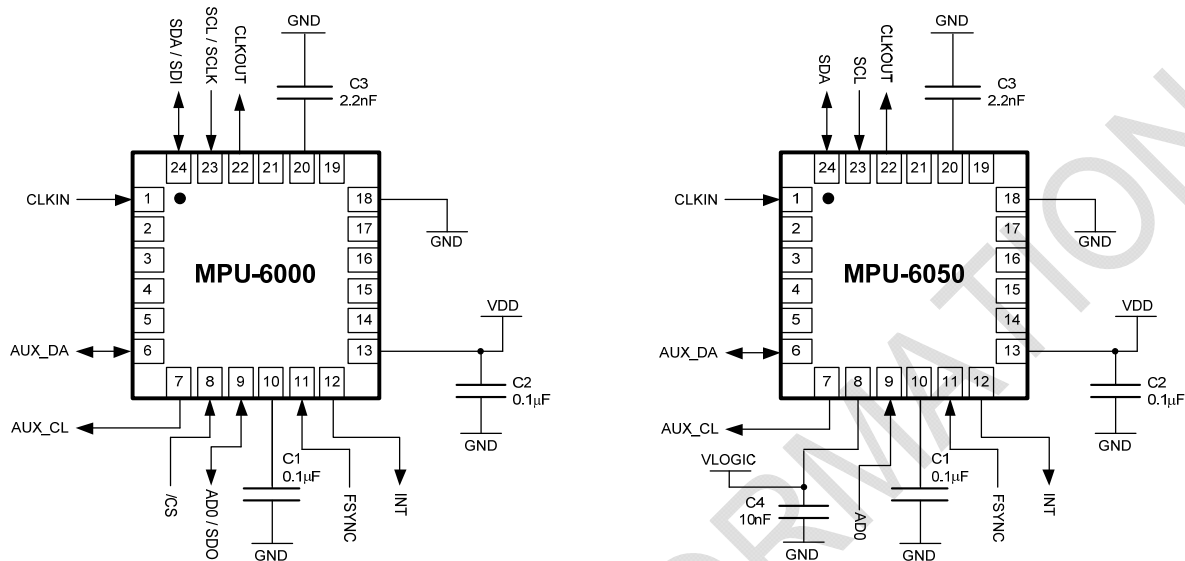 GND
SDA / SDI
SCL / SCLK
CLKOUT
C3
2.2nF
24 23 22 21 20 19
CLKIN
1
2
3
4
5
6
18
17
16
15
14
13
MPU-6000
GND
VDD
AUX_DA
7 8 9 10 11 12
C2
0.1µF
GND
AUX_CL
/CS
AD0 / SDO
C1
0.1µF
GND
FSYNC
INT
GND
SDA
SCL
CLKOUT
C3
2.2nF
24 23 22 21 20 19
CLKIN
1
2
3
4
5
6
18
17
16
15
14
13
MPU-6050
GND
VDD
AUX_DA
7 8 9 10 11 12
C2
0.1µF
GND
AUX_CL
VLOGIC
C4
10nF
GND
AD0
C1
0.1µF
GND
FSYNC
INT
ORMATION